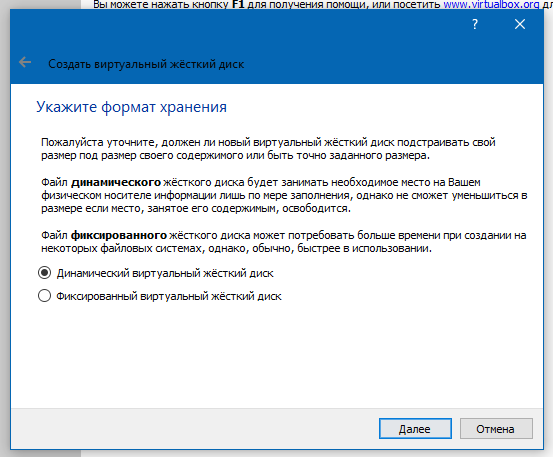 Вы можете нажать кнопку F1 для получения помощи, или посетить www.virtualbox.org дл
?
Создать виртуальный жёсткий диск
Укажите формат хранения
Пожалуйста уточните, должен ли новый виртуальный жёсткий диск подстраивать свой
размер под размер своего содержимого или быть точно заданного размера.
Файл динамического жёсткого диска будет занимать необходимое место на Вашем
физическом носителе информации лишь по мере заполнения, однако не сможет уменьшиться в
размере если место, занятое его содержимым, освободится.
Файл фиксированного жёсткого диска может потребовать больше времени при создании на
некоторых файловых системах, однако, обычно, быстрее в использовании.
Динамический виртуальный жёсткий диск
Фиксированный виртуальный жёсткий диск
Далее
Отмена